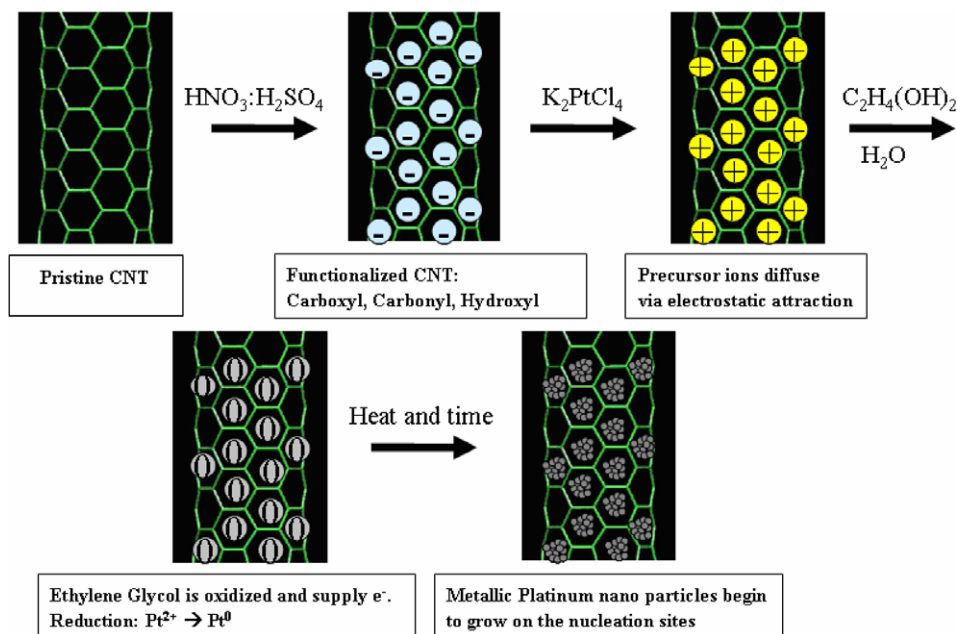 HNO₃:H₂SO₄
K₂PtCl₄
C₂H₄(OH)₂
H₂O
Pristine CNT
Functionalized CNT:
Carboxyl, Carbonyl, Hydroxyl
Precursor ions diffuse
via electrostatic attraction
Heat and time
Ethylene Glycol is oxidized and supply e⁻.
Reduction: Pt²⁺ → Pt⁰
Metallic Platinum nano particles begin
to grow on the nucleation sites